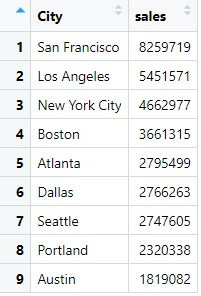 City sales
1 San Francisco 8259719
2 Los Angeles 5451571
3 New York City 4662977
4 Boston 3661315
5 Atlanta 2795499
6 Dallas 2766263
7 Seattle 2747605
8 Portland 2320338
9 Austin 1819082